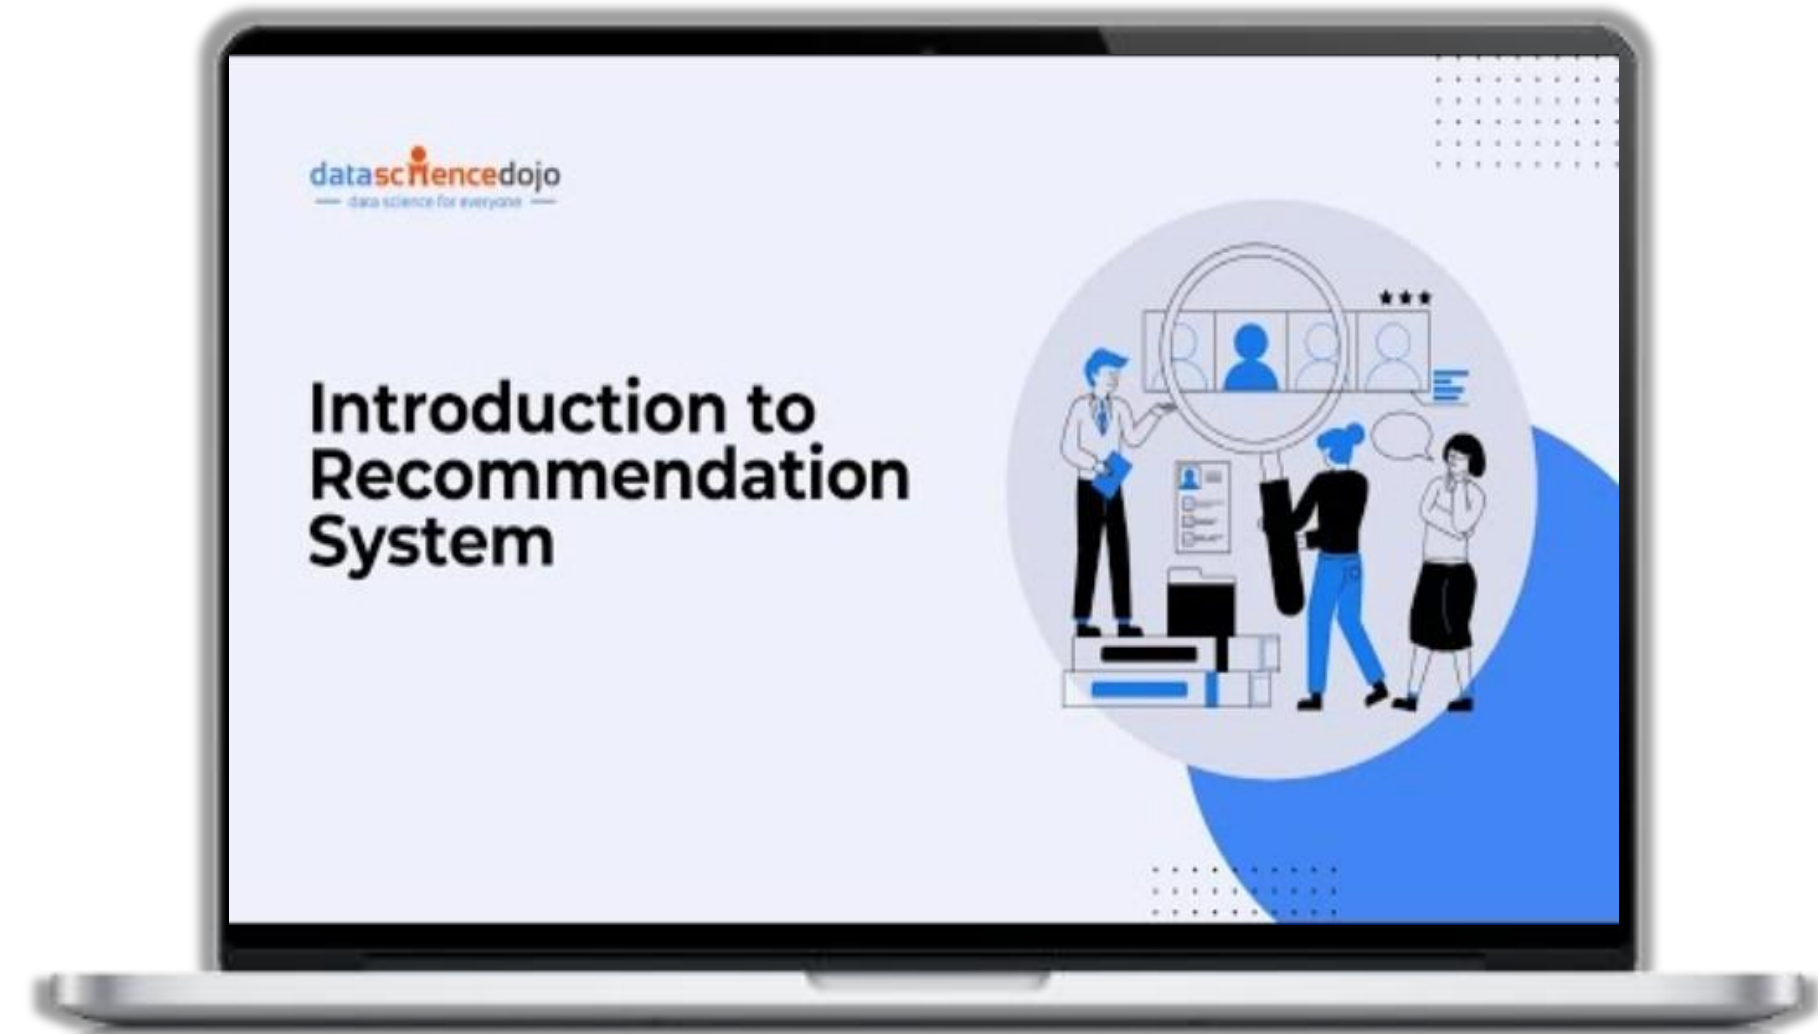 datasciencedojo
data science for everyone
Introduction to
Recommendation
System